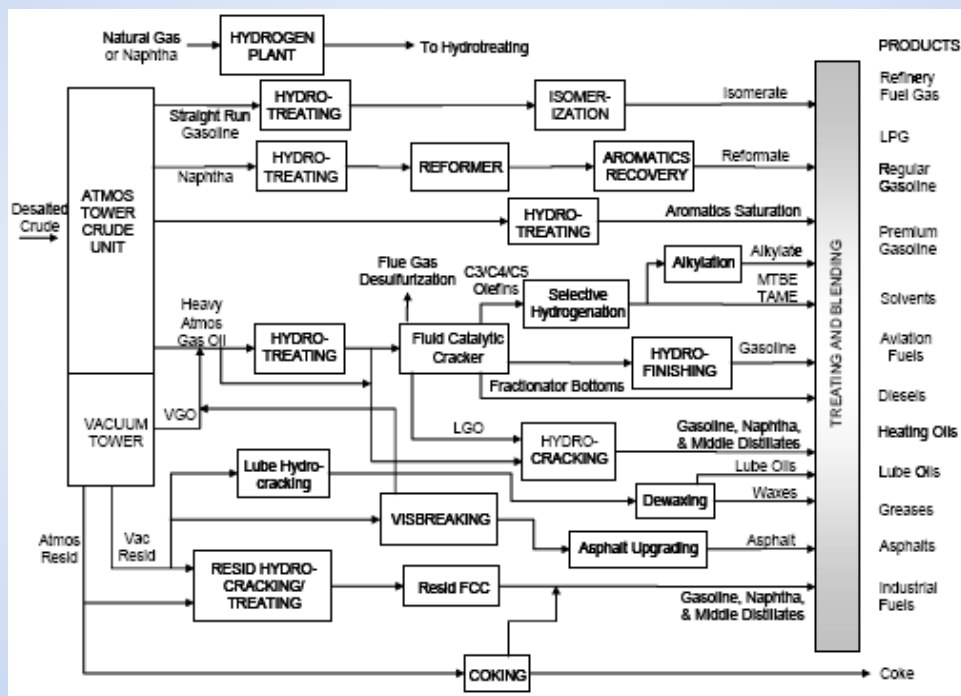 Natural Gas
or Naphtha
HYDROGEN
PLANT
To Hydrotreating
PRODUCTS
Straight Run
Gasoline
HYDRO-
TREATING
ISOMER-
IZATION
Isomerate
Refinery
Fuel Gas
LPG
Naphtha
HYDRO-
TREATING
REFORMER
AROMATICS
RECOVERY
Reformate
Regular
Gasoline
Desalted
Crude
ATMOS
TOWER
CRUDE
UNIT
HYDRO-
TREATING
Aromatics Saturation
Premium
Gasoline
Flue Gas
Desulfurization
C3/C4/C5
Olefins
Selective
Hydrogenation
Alkylation
Alkylate
MTBE
TAME
Solvents
Heavy
Atmos
Gas Oil
HYDRO-
TREATING
Fluid Catalytic
Cracker
HYDRO-
FINISHING
Gasoline
Aviation
Fuels
Fractionator Bottoms
Diesels
TREATING AND BLENDING
VACUUM
TOWER
VGO
LGO
HYDRO-
CRACKING
Gasoline, Naphtha,
& Middle Distillates
Heating Oils
Lube Hydro-
cracking
Dewaxing
Lube Oils
Waxes
Lube Oils
Greases
Atmos
Resid
Vac
Resid
VISBREAKING
Asphalt Upgrading
Asphalt
Asphalts
RESID HYDRO-
CRACKING/
TREATING
Resid FCC
Gasoline, Naphtha,
& Middle Distillates
Industrial
Fuels
COKING
Coke